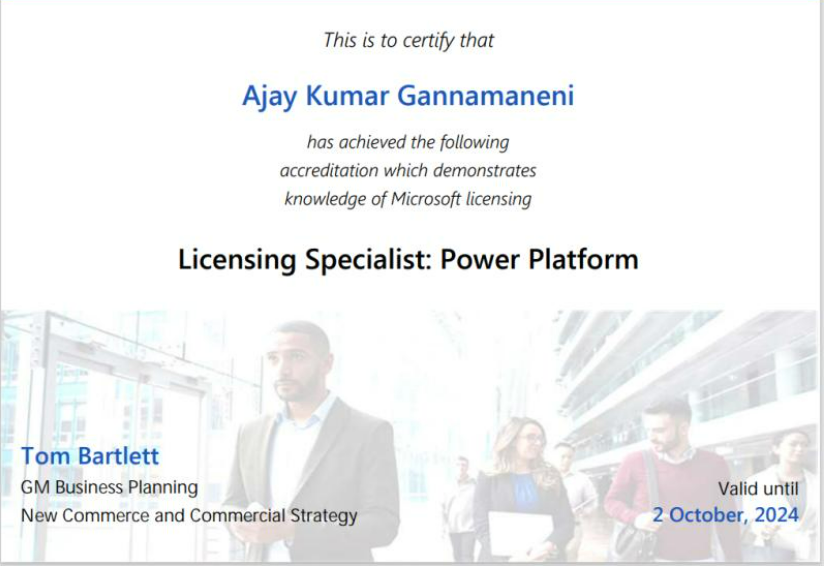 This is to certify that
Ajay Kumar Gannamaneni
has achieved the following
accreditation which demonstrates
knowledge of Microsoft licensing
Licensing Specialist: Power Platform
Tom Bartlett
GM Business Planning
New Commerce and Commercial Strategy
Valid until
2 October, 2024